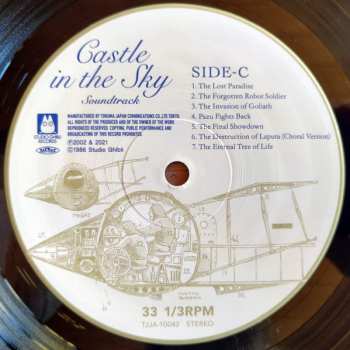 Castle
in the Sky
Soundtrack
SIDE-C
1. The Lost Paradise
2. The Forgotten Robot Soldier
3. The Invasion of Goliath
4. Pazu Fights Back
5. The Final Showdown
6. The Destruction of Laputa (Choral Version)
7. The Eternal Tree of Life
STUDIO GHIBLI
RECORDS
MANUFACTURED BY TOKUMA JAPAN COMMUNICATIONS CO.,LTD.TOKYO.
ALL RIGHTS OF THE PRODUCER AND OF THE OWNER OF THE WORK
REPRODUCED RESERVED. COPYING, PUBLIC PERFORMANCE AND
BROADCASTING OF THIS RECORD PROHIBITED.
℗2002 & 2021
©1986 Studio Ghibli
33 1/3RPM
TJJA-10042 STEREO